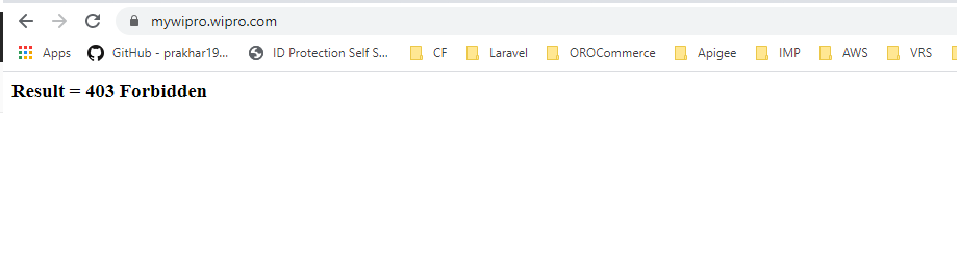 mywipro.wipro.com
Apps GitHub - prakhar19... ID Protection Self S... CF Laravel OROCommerce Apigee IMP AWS VRS
Result = 403 Forbidden